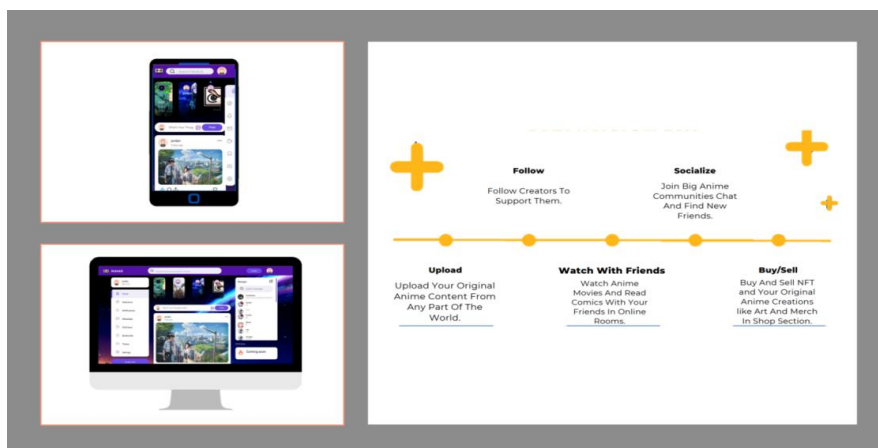 Follow
Follow Creators To
Support Them.
Socialize
Join Big Anime
Communities Chat
And Find New
Friends.
Upload
Upload Your Original
Anime Content From
Any Part Of The
World.
Watch With Friends
Watch Anime
Movies And Read
Comics With Your
Friends In Online
Rooms.
Buy/Sell
Buy And Sell NFT
and Your Original
Anime Creations
like Art And Merch
In Shop Section.